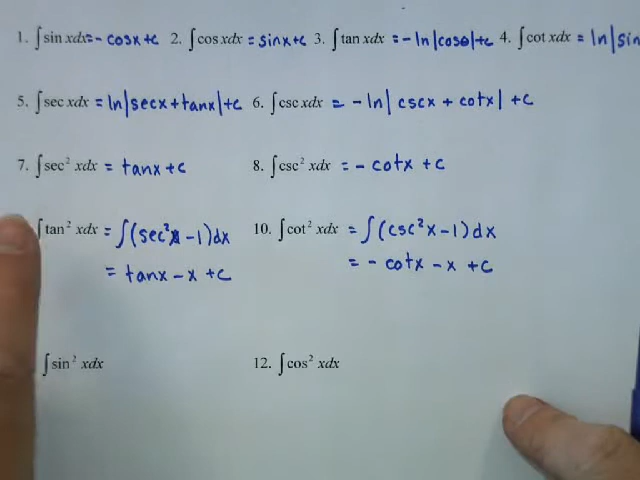 1. ∫sin xdx = - cosx + c 2. ∫cos xdx = sinx + c 3. ∫tan xdx = - ln|cosθ| + c 4. ∫cot xdx = ln|sin
5. ∫sec xdx = ln|secx + tanx| + c 6. ∫csc xdx = - ln|cscx + cotx| + c
7. ∫sec² xdx = tanx + c 8. ∫csc² xdx = - cotx + c
∫tan² xdx = ∫(sec²x - 1)dx 10. ∫cot² xdx = ∫(csc²x - 1)dx
= tanx - x + c = - cotx - x + c
∫sin² xdx 12. ∫cos² xdx